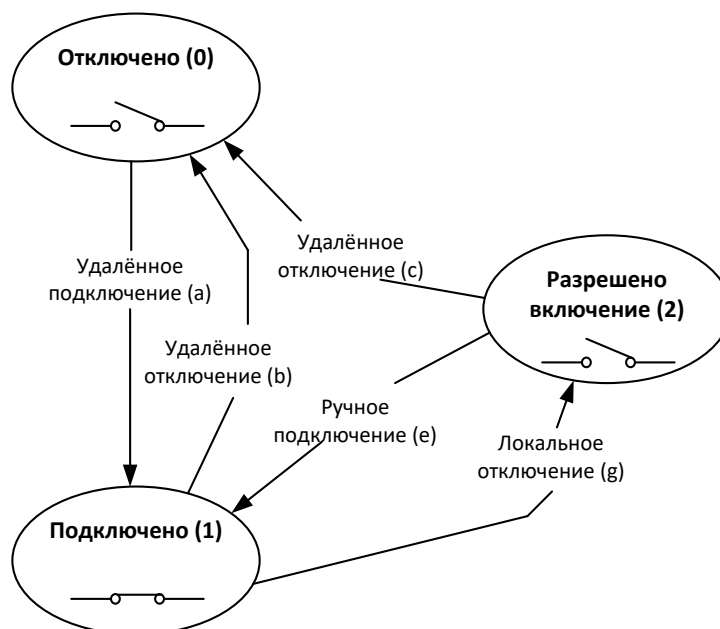 Отключено (0)
Удалённое
подключение (a)
Удалённое
отключение (b)
Удалённое
отключение (c)
Разрешено
включение (2)
Ручное
подключение (e)
Локальное
отключение (g)
Подключено (1)